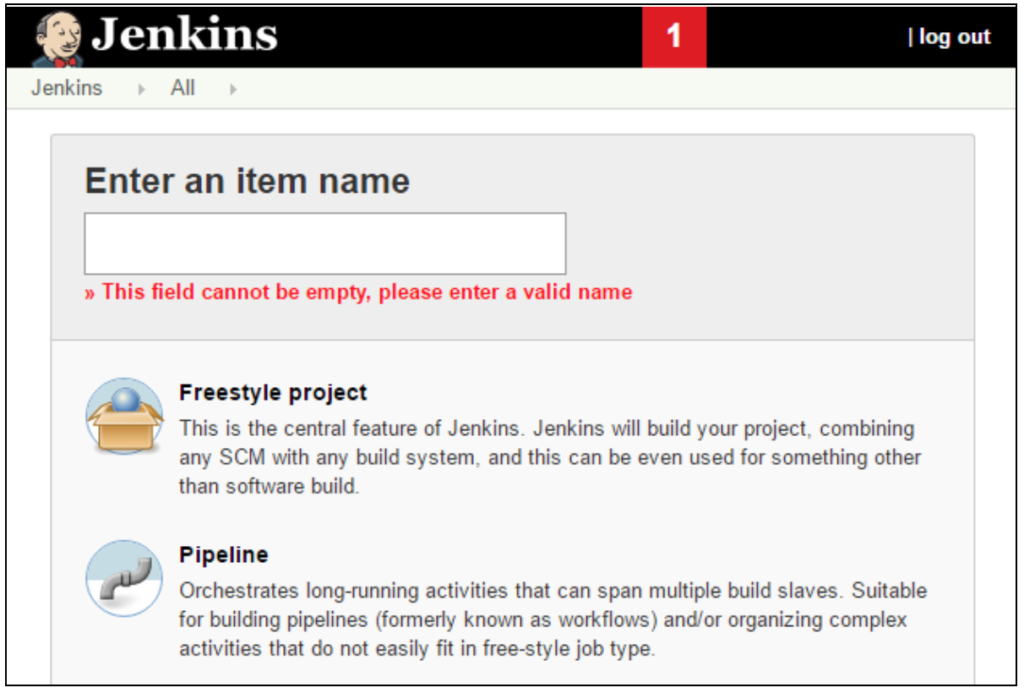 Jenkins 1 | log out
Jenkins All
Enter an item name
» This field cannot be empty, please enter a valid name
Freestyle project
This is the central feature of Jenkins. Jenkins will build your project, combining
any SCM with any build system, and this can be even used for something other
than software build.
Pipeline
Orchestrates long-running activities that can span multiple build slaves. Suitable
for building pipelines (formerly known as workflows) and/or organizing complex
activities that do not easily fit in free-style job type.